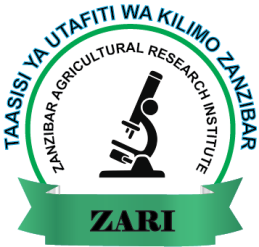 TAASISI YA UTAFITI WA KILIMO ZANZIBAR
ZANZIBAR AGRICULTURAL RESEARCH INSTITUTE
ZARI